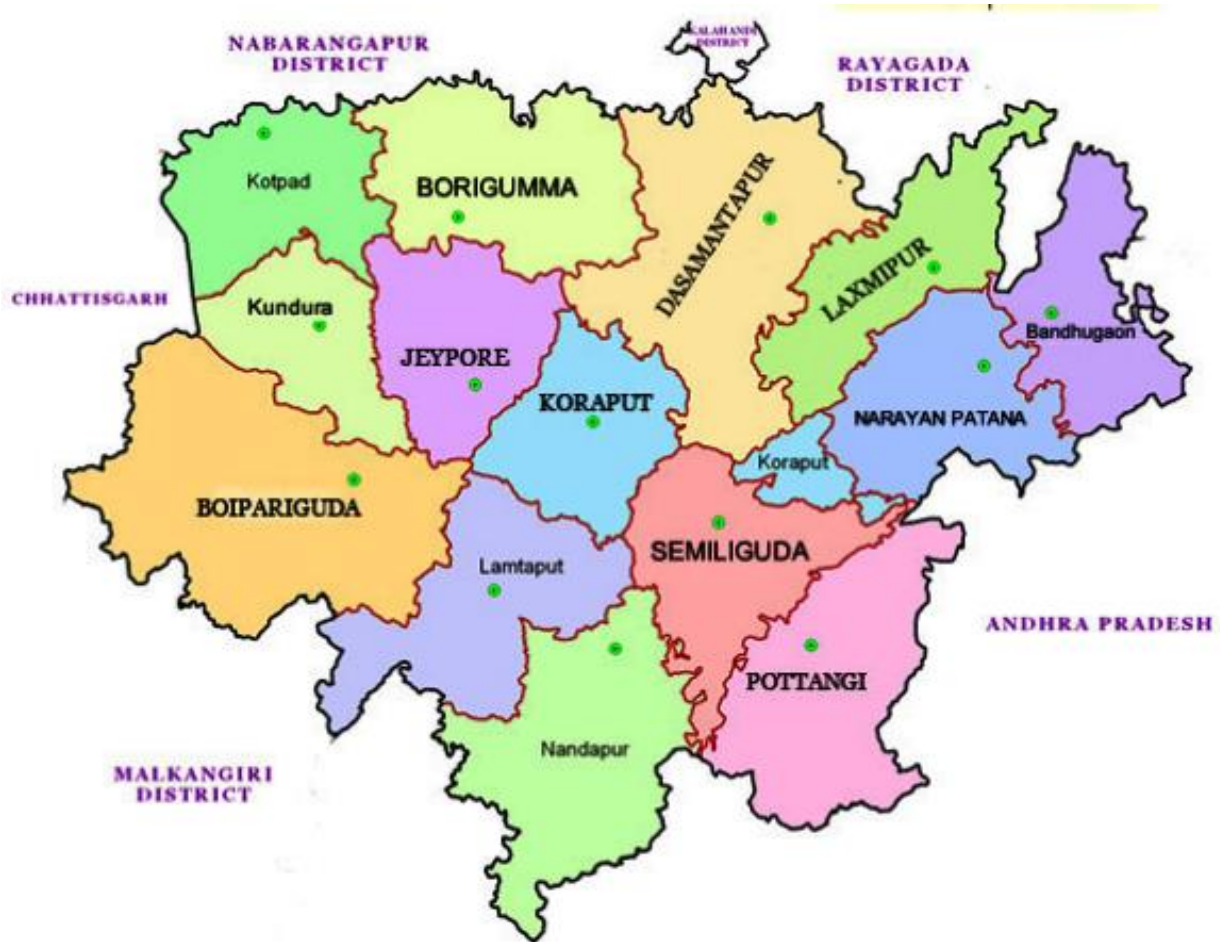 KALAHANDI
DISTRICT
NABARANGAPUR
DISTRICT
RAYAGADA
DISTRICT
Kotpad
BORIGUMMA
DASAMANTAPUR
LAXMIPUR
CHHATTISGARH
Kundura
Bandhugaon
JEYPORE
KORAPUT
NARAYAN PATANA
Koraput
BOIPARIGUDA
SEMILIGUDA
Lamtaput
ANDHRA PRADESH
POTTANGI
Nandapur
MALKANGIRI
DISTRICT